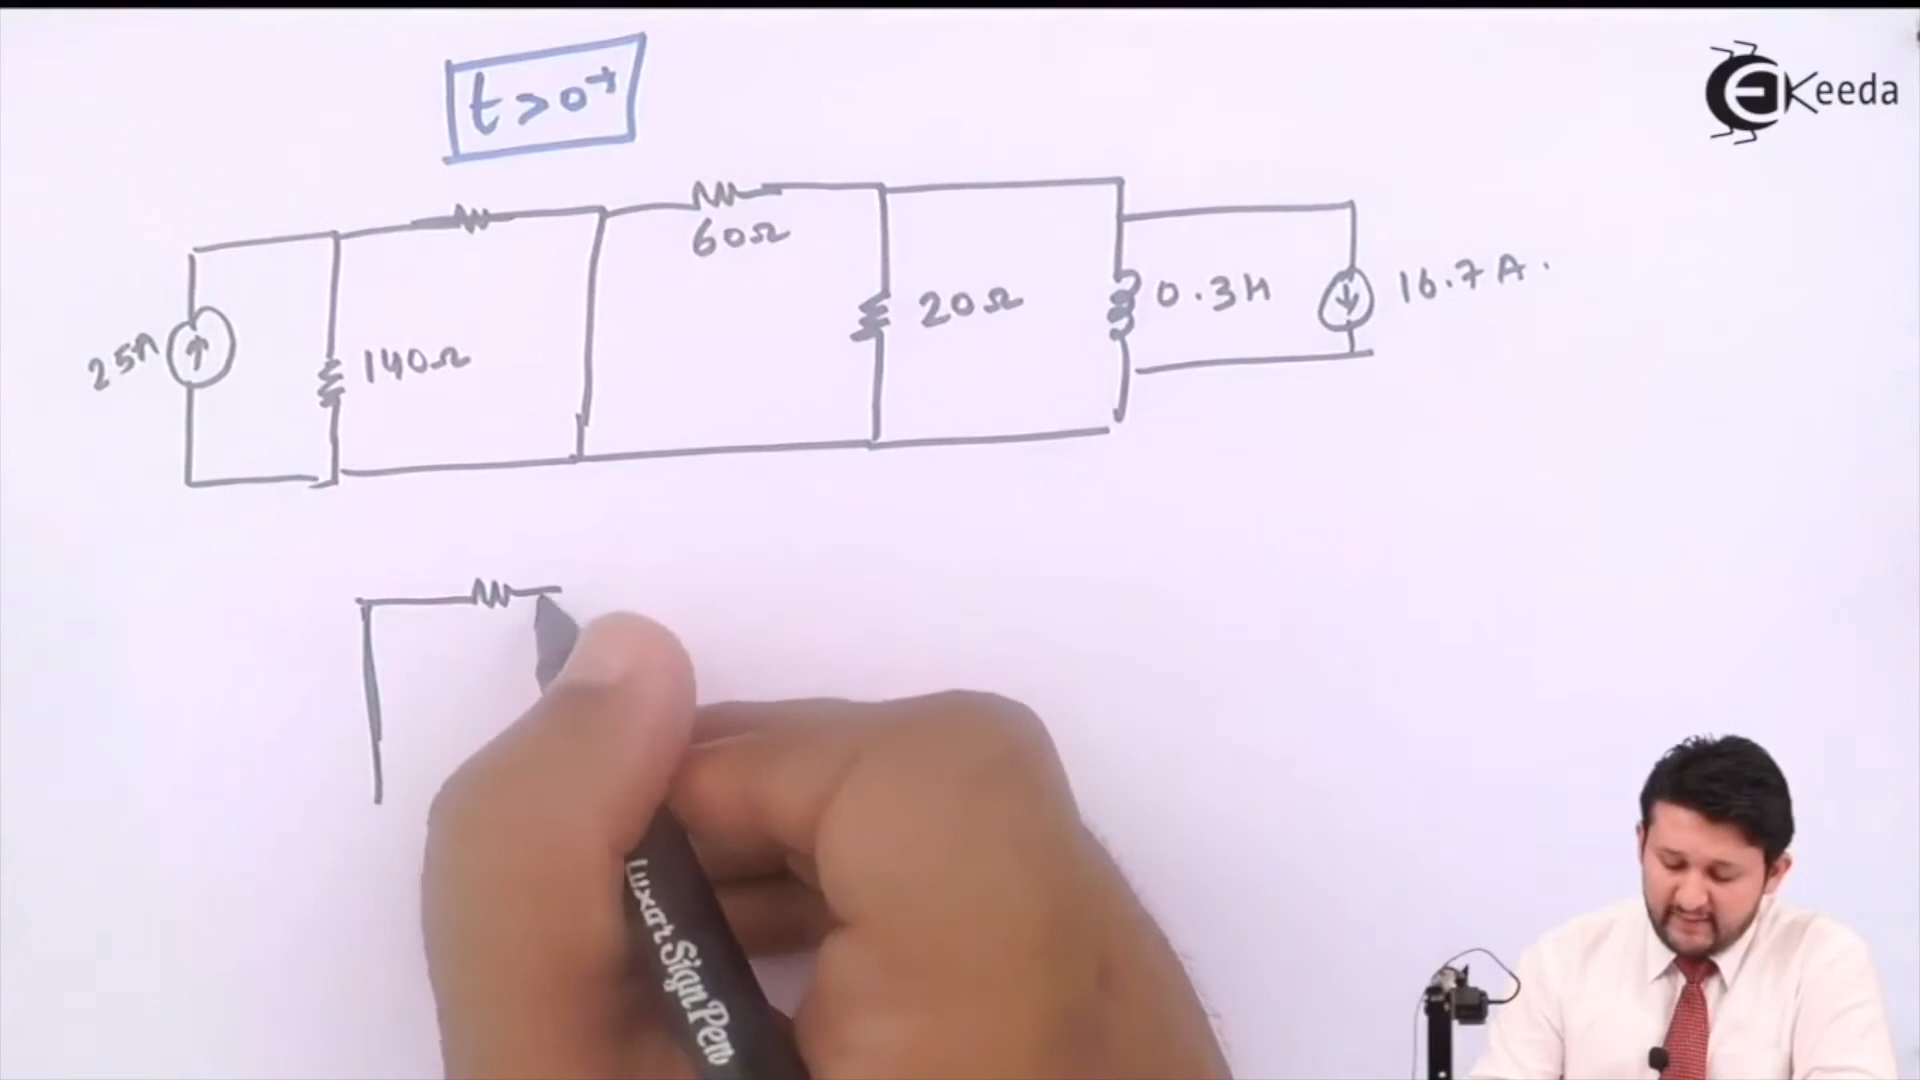 t > 0⁺
EKeeda
60Ω
25A
140Ω
20Ω
0.3H
16.7A.
Luxor SignPen